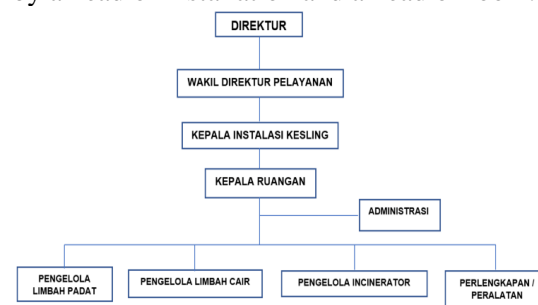 DIREKTUR
WAKIL DIREKTUR PELAYANAN
KEPALA INSTALASI KESLING
KEPALA RUANGAN
ADMINISTRASI
PENGELOLA
LIMBAH PADAT
PENGELOLA LIMBAH CAIR
PENGELOLA INCINERATOR
PERLENGKAPAN /
PERALATAN